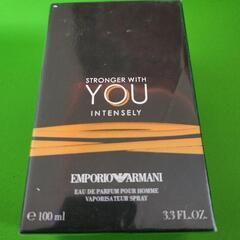 STRONGER WITH
YOU
INTENSELY
EMPORIO ARMANI
EAU DE PARFUM POUR HOMME
VAPORISATEUR SPRAY
℮ 100 ml 3.3 FL.OZ.